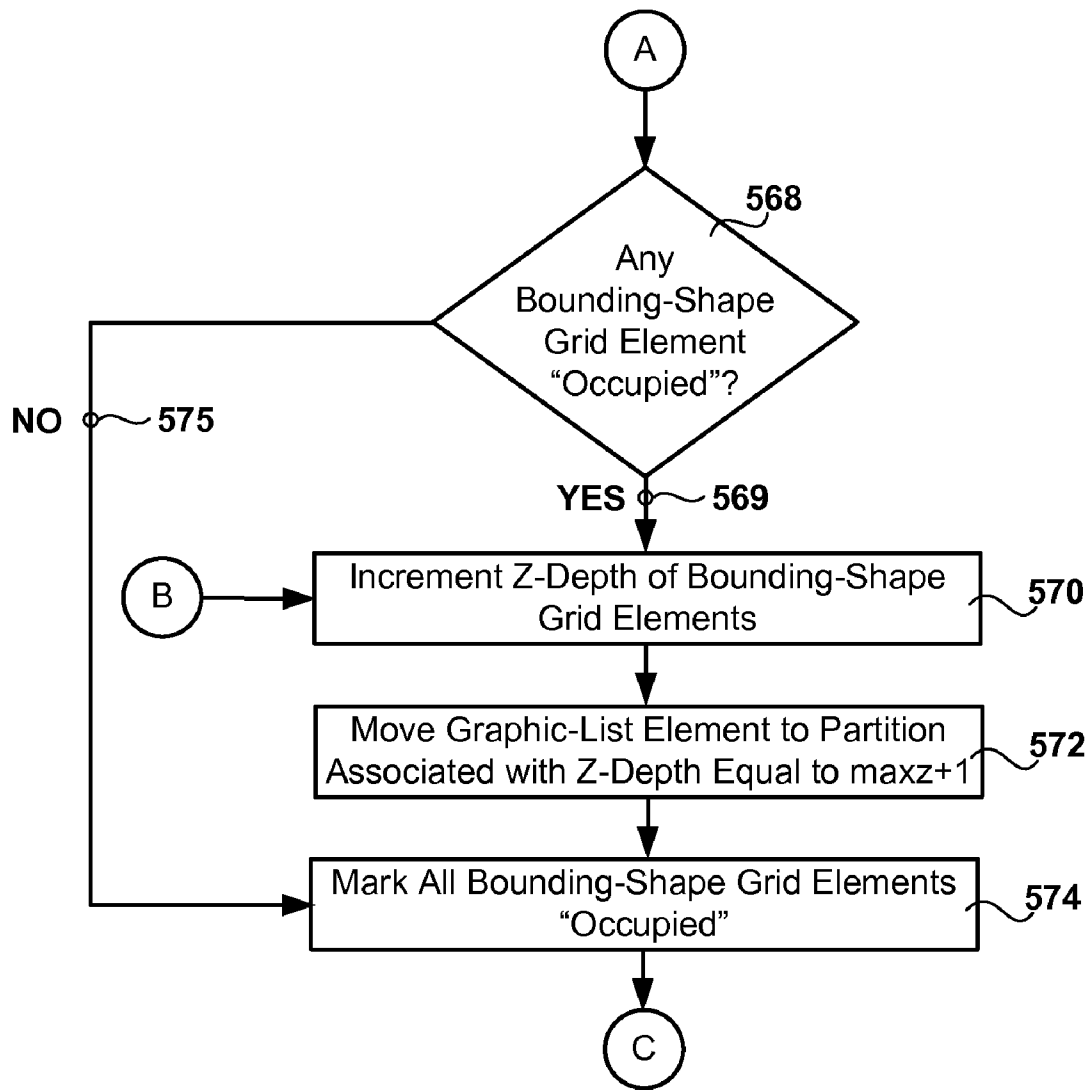 A
568
Any
Bounding-Shape
Grid Element
“Occupied”?
NO
575
YES
569
B
Increment Z-Depth of Bounding-Shape
Grid Elements
570
Move Graphic-List Element to Partition
Associated with Z-Depth Equal to maxz+1
572
Mark All Bounding-Shape Grid Elements
“Occupied”
574
C